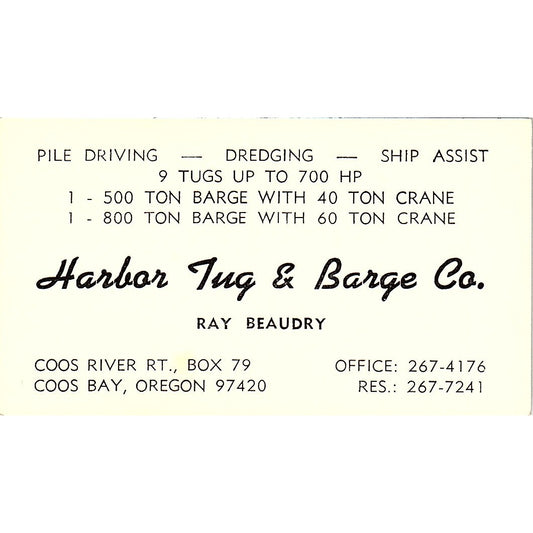 PILE DRIVING — DREDGING — SHIP ASSIST
9 TUGS UP TO 700 HP
1 - 500 TON BARGE WITH 40 TON CRANE
1 - 800 TON BARGE WITH 60 TON CRANE
Harbor Tug & Barge Co.
RAY BEAUDRY
COOS RIVER RT., BOX 79 OFFICE: 267-4176
COOS BAY, OREGON 97420 RES.: 267-7241